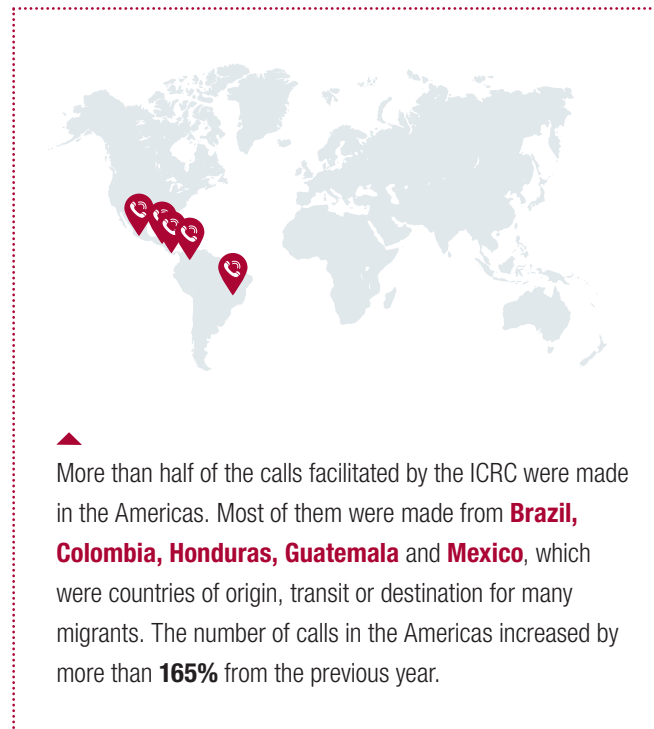 More than half of the calls facilitated by the ICRC were made
in the Americas. Most of them were made from Brazil,
Colombia, Honduras, Guatemala and Mexico, which
were countries of origin, transit or destination for many
migrants. The number of calls in the Americas increased by
more than 165% from the previous year.